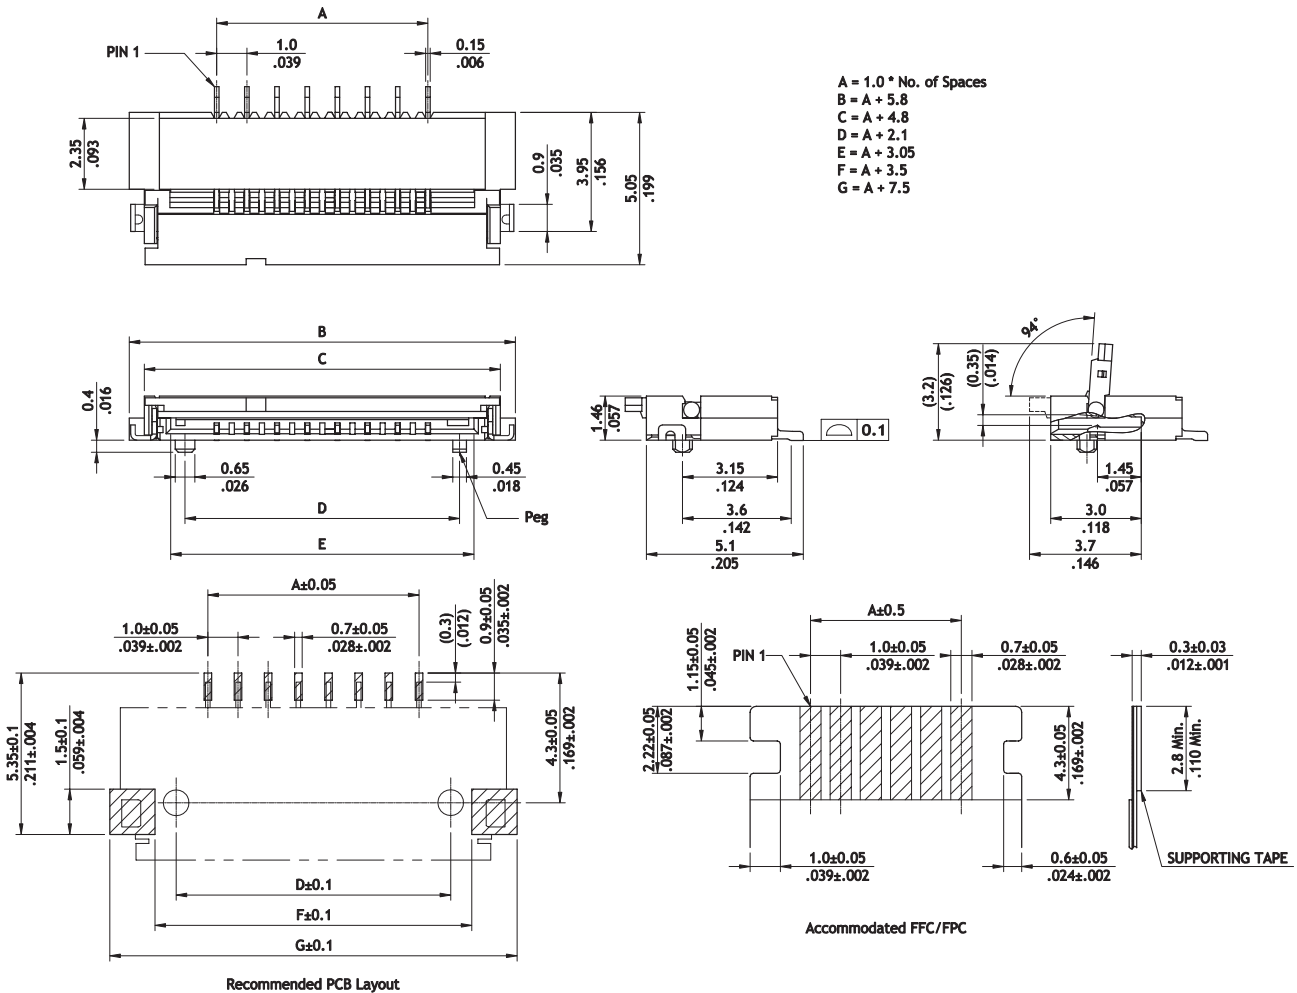 A
PIN 1
1.0
.039
0.15
.006
A = 1.0 * No. of Spaces
B = A + 5.8
C = A + 4.8
D = A + 2.1
E = A + 3.05
F = A + 3.5
G = A + 7.5
2.35
.093
0.9
.035
3.95
.156
5.05
.199
B
C
0.4
.016
0.65
.026
0.45
.018
D
Peg
E
1.46
.057
0.1
3.15
.124
3.6
.142
5.1
.205
94°
(3.2)
(.126)
(0.35)
(.014)
1.45
.057
3.0
.118
3.7
.146
A±0.05
1.0±0.05
.039±.002
0.7±0.05
.028±.002
(0.3)
(.012)
0.9±0.05
.035±.002
5.35±0.1
.211±.004
1.5±0.1
.059±.004
4.3±0.05
.169±.002
D±0.1
F±0.1
G±0.1
Recommended PCB Layout
A±0.5
1.15±0.05
.045±.002
PIN 1
1.0±0.05
.039±.002
0.7±0.05
.028±.002
0.3±0.03
.012±.001
2.22±0.05
.087±.002
4.3±0.05
.169±.002
2.8 Min.
.110 Min.
1.0±0.05
.039±.002
0.6±0.05
.024±.002
SUPPORTING TAPE
Accommodated FFC/FPC